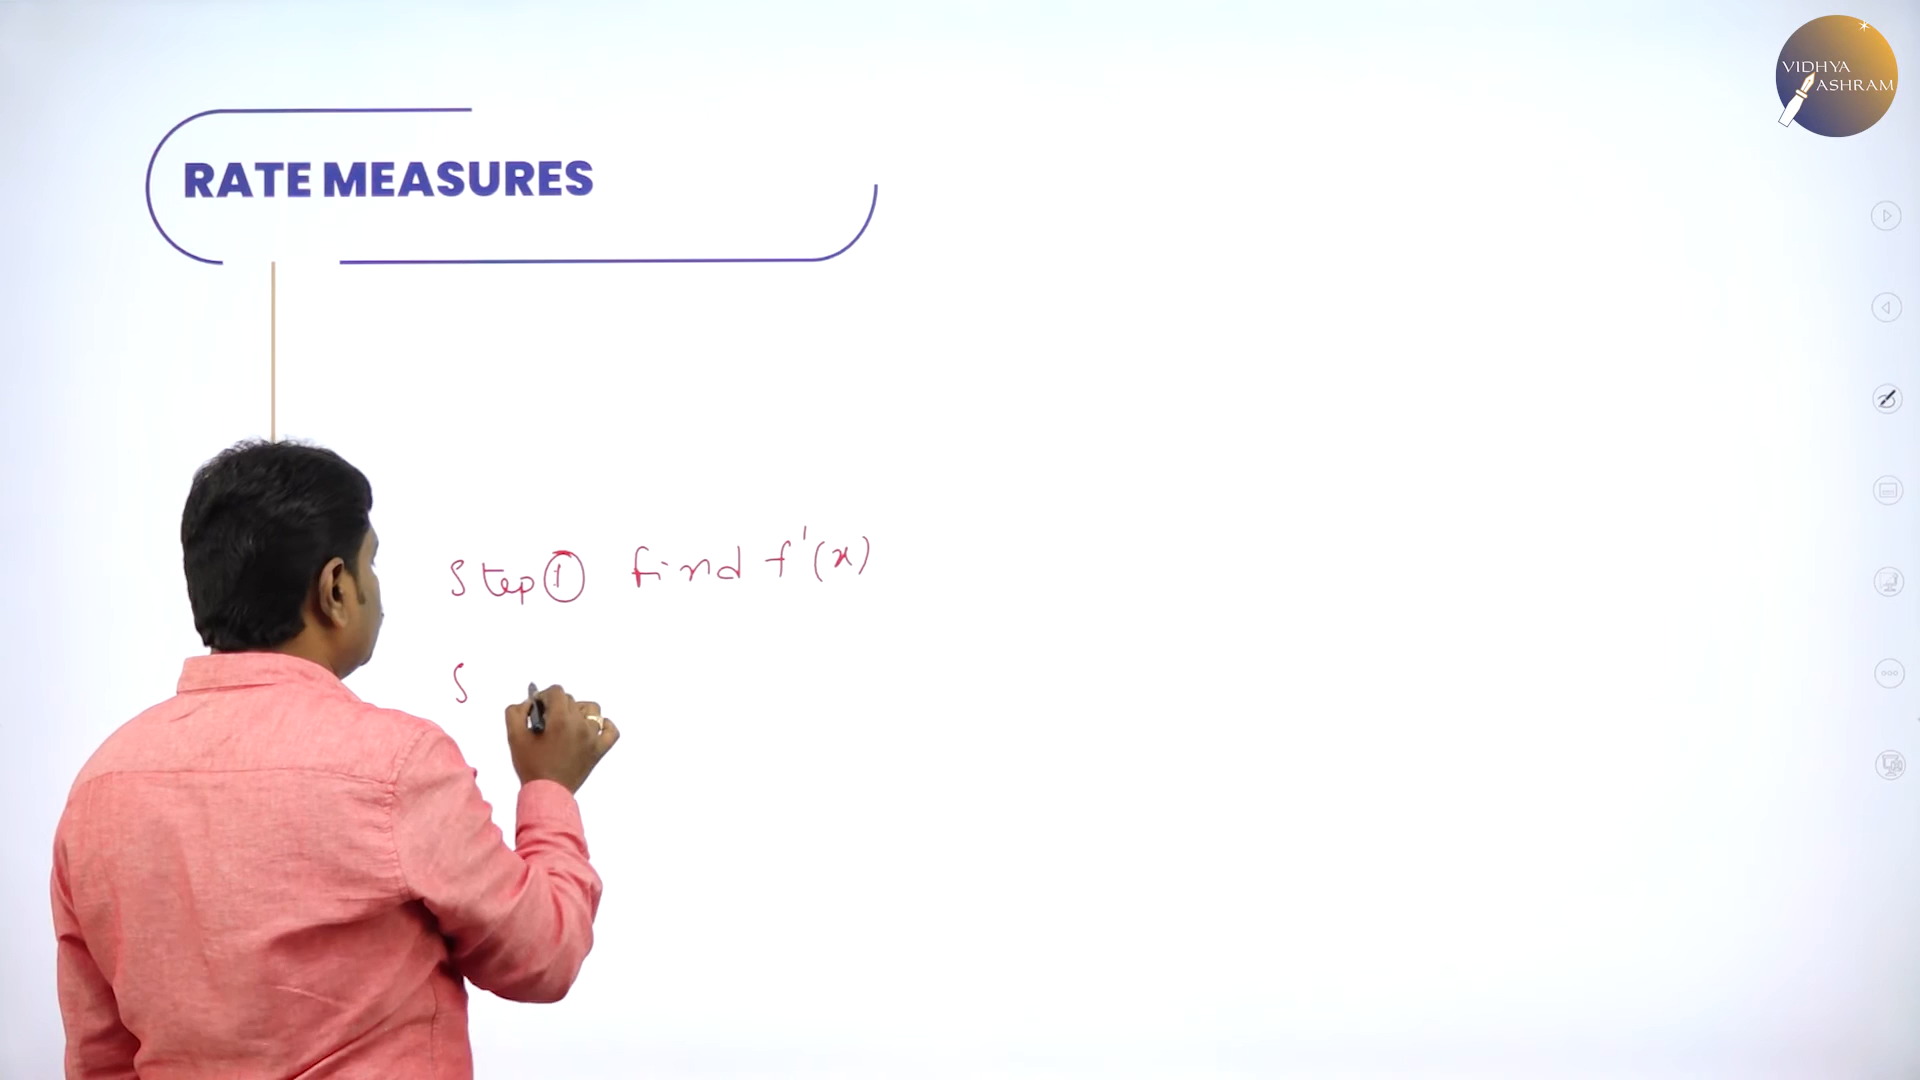 VIDHYA
ASHRAM
RATE MEASURES
Step 1 find f'(x)
S